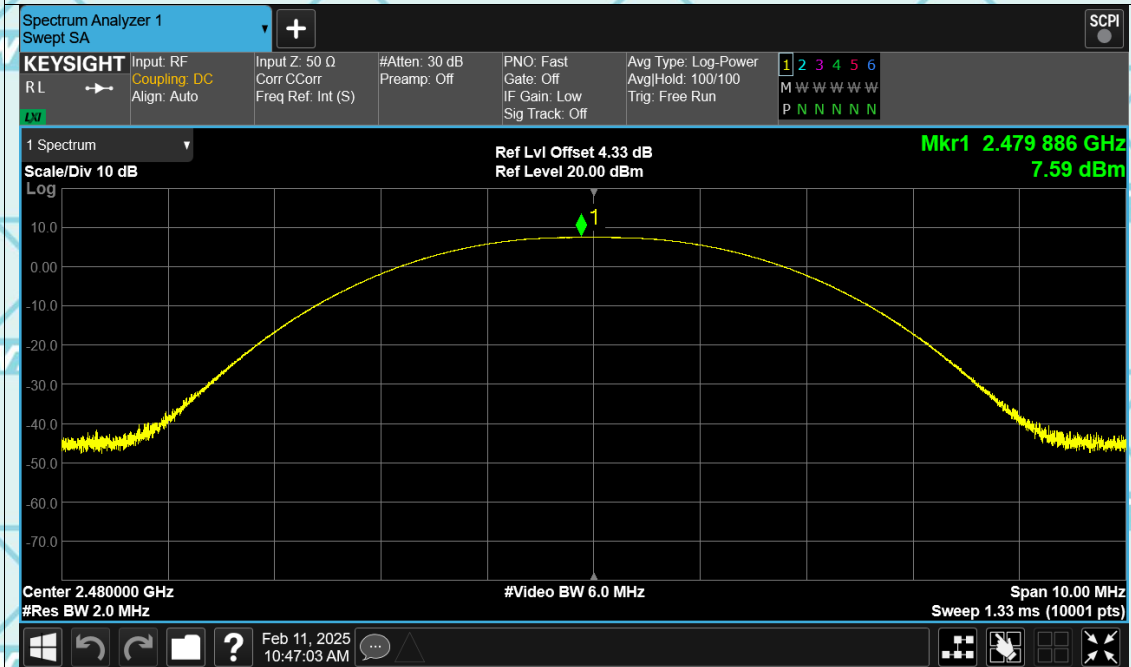 Spectrum Analyzer 1
Swept SA
+
SCPI
KEYSIGHT
RL
LXI
Input: RF
Coupling: DC
Align: Auto
Input Z: 50 Ω
Corr CCorr
Freq Ref: Int (S)
#Atten: 30 dB
Preamp: Off
PNO: Fast
Gate: Off
IF Gain: Low
Sig Track: Off
Avg Type: Log-Power
Avg|Hold: 100/100
Trig: Free Run
1 2 3 4 5 6
M W W W W W W
P N N N N N
1 Spectrum
Scale/Div 10 dB
Log
Ref Lvl Offset 4.33 dB
Ref Level 20.00 dBm
Mkr1 2.479 886 GHz
7.59 dBm
1
10.0
0.00
-10.0
-20.0
-30.0
-40.0
-50.0
-60.0
-70.0
Center 2.480000 GHz
#Video BW 6.0 MHz
Span 10.00 MHz
#Res BW 2.0 MHz
Sweep 1.33 ms (10001 pts)
?
Feb 11, 2025
10:47:03 AM